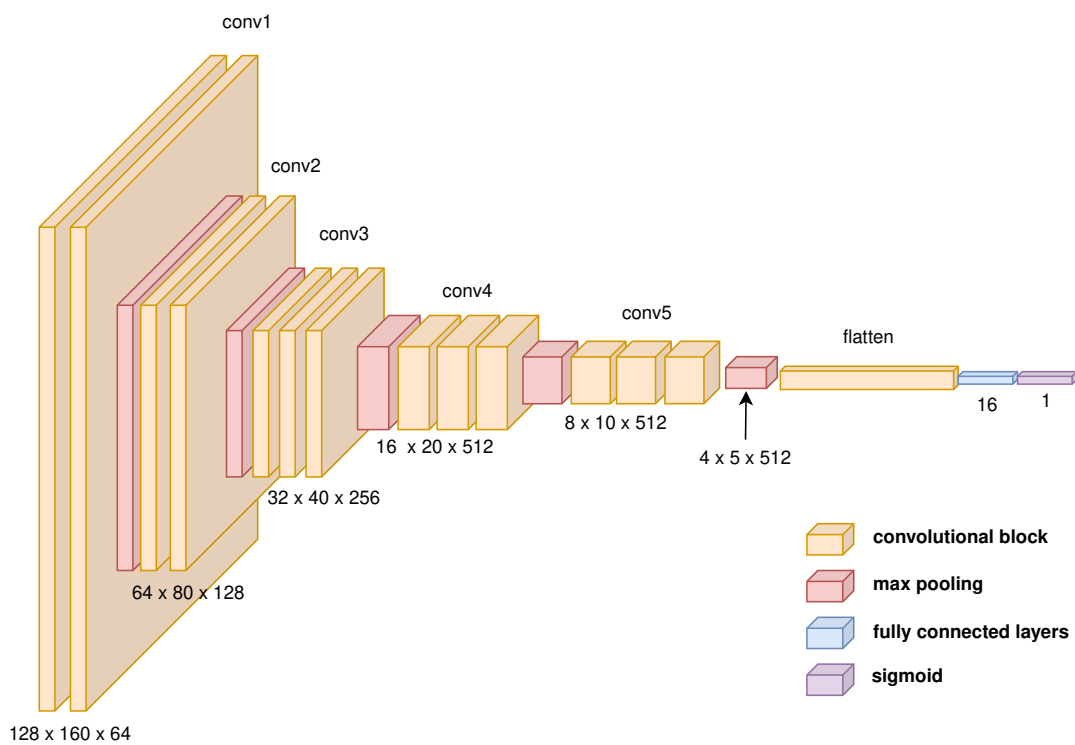 conv1
conv2
conv3
conv4
conv5
flatten
16
1
8 x 10 x 512
16 x 20 x 512
4 x 5 x 512
32 x 40 x 256
64 x 80 x 128
128 x 160 x 64
convolutional block
max pooling
fully connected layers
sigmoid